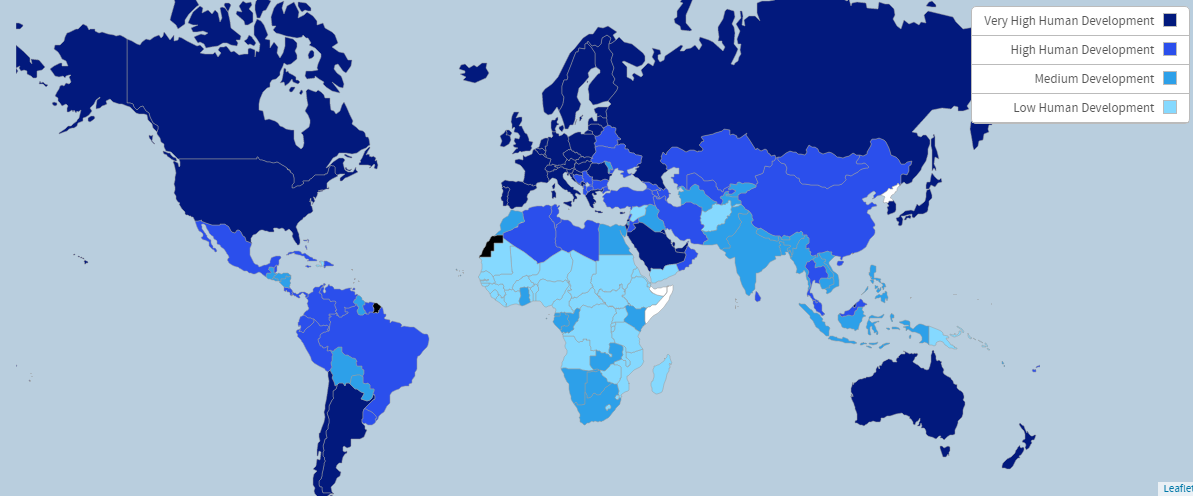 Very High Human Development
High Human Development
Medium Development
Low Human Development
Leaflet